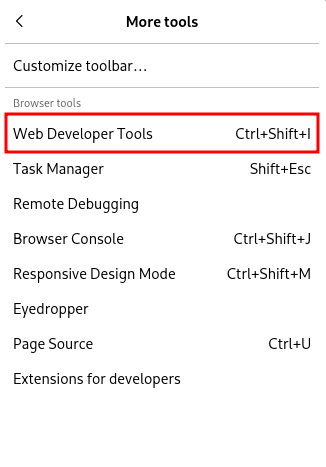 More tools
Customize toolbar…
Browser tools
Web Developer Tools Ctrl+Shift+I
Task Manager Shift+Esc
Remote Debugging
Browser Console Ctrl+Shift+J
Responsive Design Mode Ctrl+Shift+M
Eyedropper
Page Source Ctrl+U
Extensions for developers